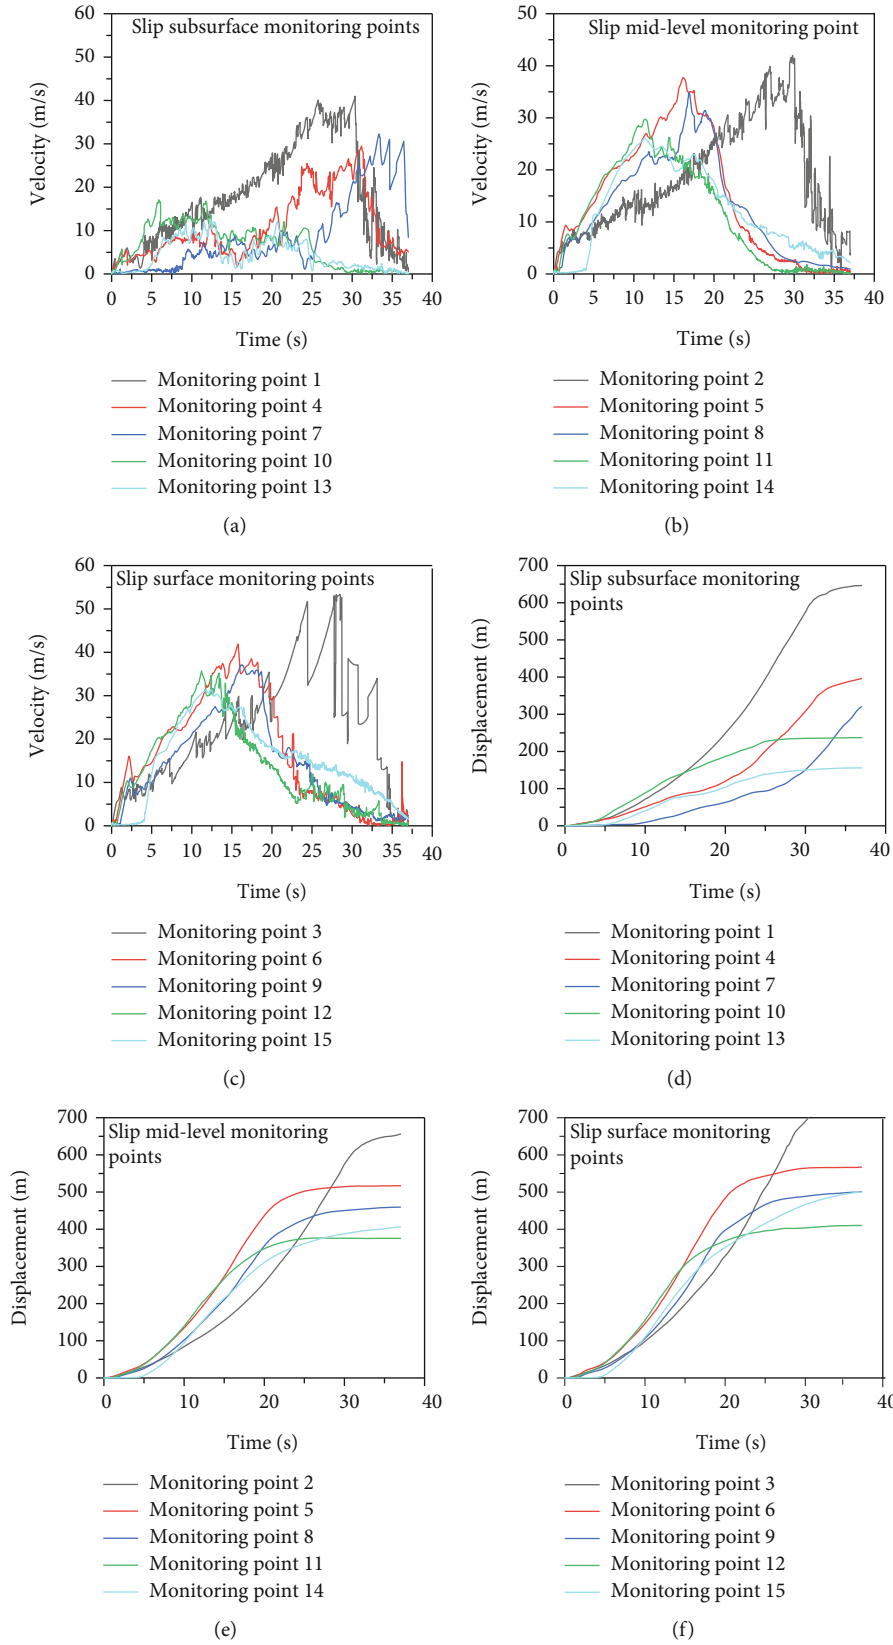 Slip subsurface monitoring points
Velocity (m/s)
60
50
40
30
20
10
0
0 5 10 15 20 25 30 35 40
Time (s)
Monitoring point 1
Monitoring point 4
Monitoring point 7
Monitoring point 10
Monitoring point 13
(a)
Slip mid-level monitoring point
Velocity (m/s)
50
40
30
20
10
0
0 5 10 15 20 25 30 35 40
Time (s)
Monitoring point 2
Monitoring point 5
Monitoring point 8
Monitoring point 11
Monitoring point 14
(b)
Slip surface monitoring points
Velocity (m/s)
60
50
40
30
20
10
0
0 5 10 15 20 25 30 35 40
Time (s)
Monitoring point 3
Monitoring point 6
Monitoring point 9
Monitoring point 12
Monitoring point 15
(c)
Slip subsurface monitoring
points
Displacement (m)
700
600
500
400
300
200
100
0
0 10 20 30 40
Time (s)
Monitoring point 1
Monitoring point 4
Monitoring point 7
Monitoring point 10
Monitoring point 13
(d)
Slip mid-level monitoring
points
Displacement (m)
700
600
500
400
300
200
100
0
0 10 20 30 40
Time (s)
Monitoring point 2
Monitoring point 5
Monitoring point 8
Monitoring point 11
Monitoring point 14
(e)
Slip surface monitoring
points
Displacement (m)
700
600
500
400
300
200
100
0
0 10 20 30 40
Time (s)
Monitoring point 3
Monitoring point 6
Monitoring point 9
Monitoring point 12
Monitoring point 15
(f)